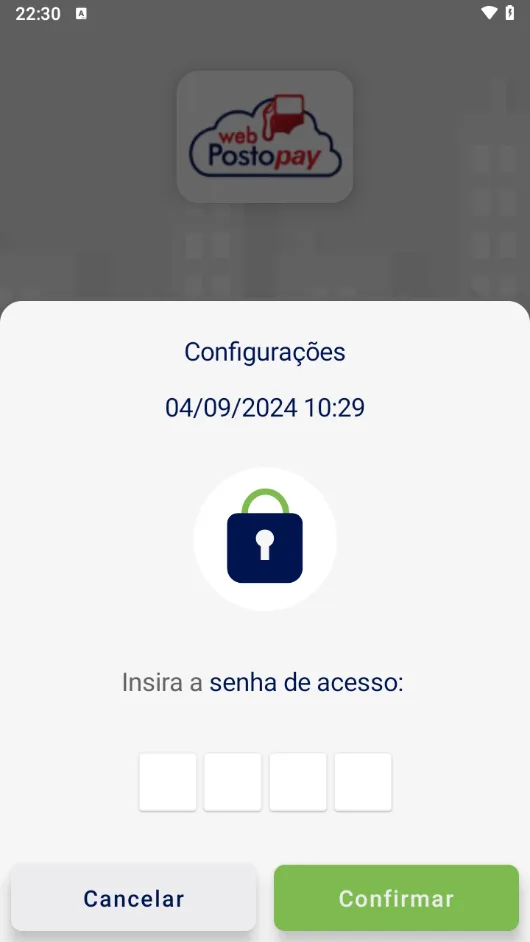 22:30 A
web
Postopay
Configurações
04/09/2024 10:29
Insira a senha de acesso:
Cancelar
Confirmar